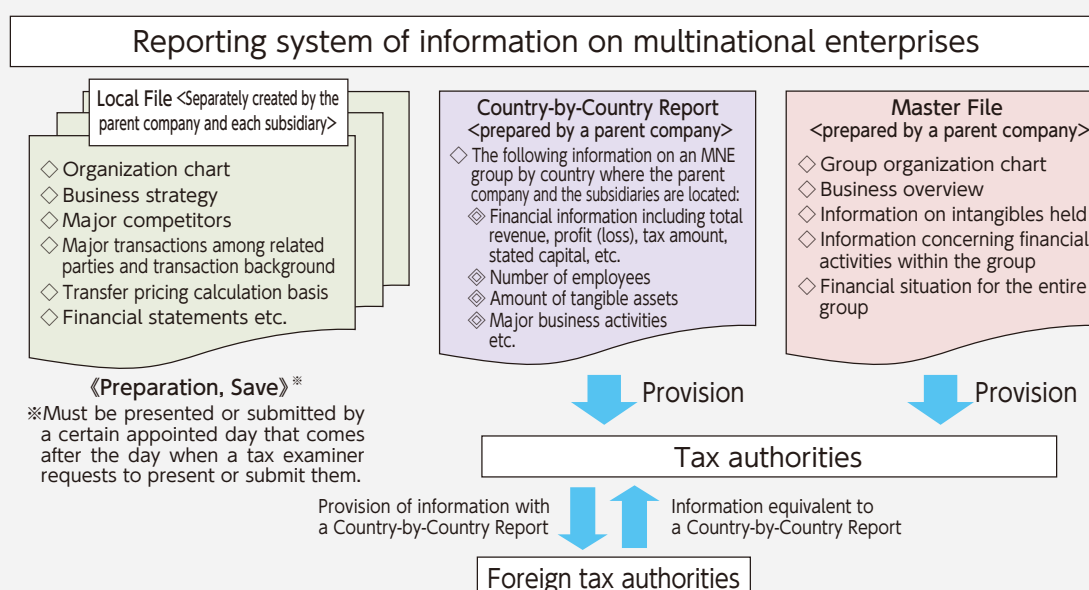 Reporting system of information on multinational enterprises
Local File <Separately created by the
parent company and each subsidiary>
◇ Organization chart
◇ Business strategy
◇ Major competitors
◇ Major transactions among related
parties and transaction background
◇ Transfer pricing calculation basis
◇ Financial statements etc.
《Preparation, Save》※
※Must be presented or submitted by
a certain appointed day that comes
after the day when a tax examiner
requests to present or submit them.
Country-by-Country Report
<prepared by a parent company>
◇ The following information on an MNE
group by country where the parent
company and the subsidiaries are located:
◈ Financial information including total
revenue, profit (loss), tax amount,
stated capital, etc.
◈ Number of employees
◈ Amount of tangible assets
◈ Major business activities
etc.
Master File
<prepared by a parent company>
◇ Group organization chart
◇ Business overview
◇ Information on intangibles held
◇ Information concerning financial
activities within the group
◇ Financial situation for the entire
group
Provision
Provision
Tax authorities
Provision of information with
a Country-by-Country Report
Information equivalent to
a Country-by-Country Report
Foreign tax authorities